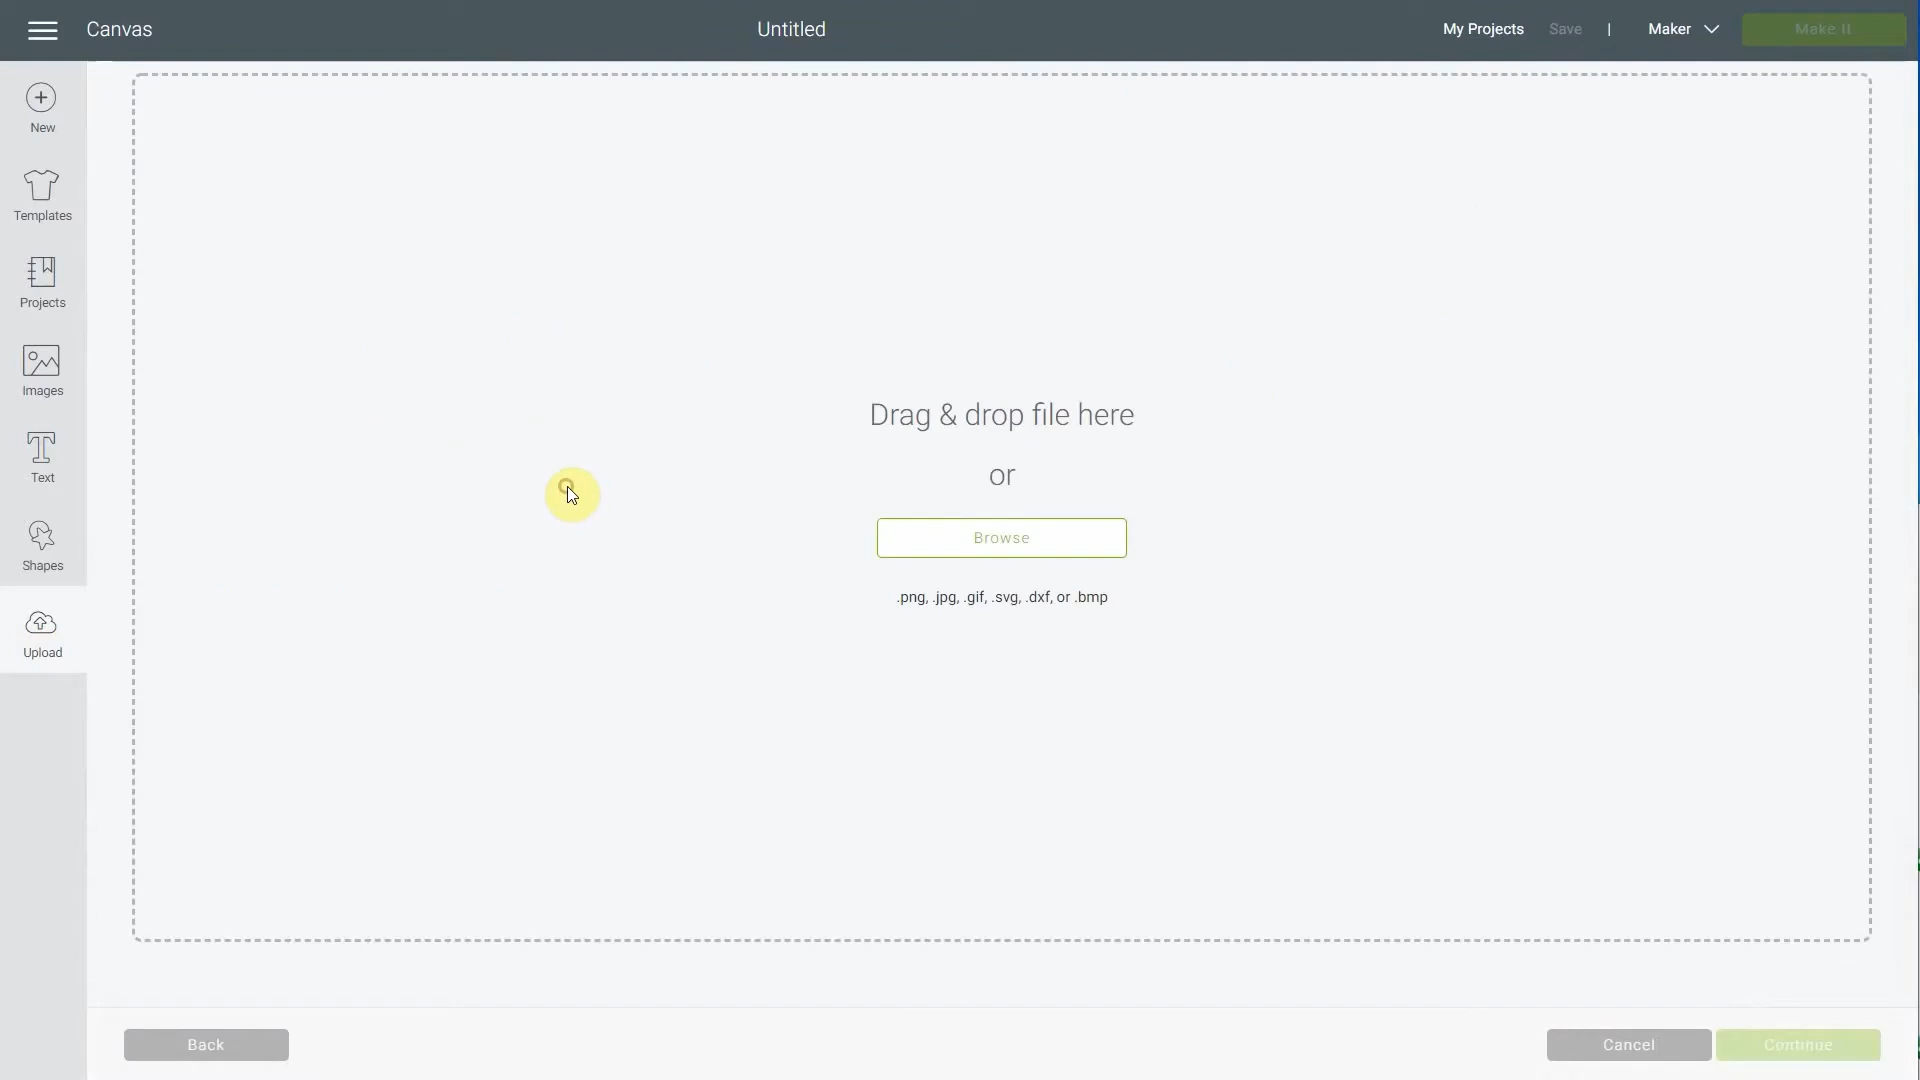 Canvas
Untitled
My Projects Save | Maker Make It
New
Templates
Projects
Images
Text
Shapes
Upload
Drag & drop file here
or
Browse
.png, .jpg, .gif, .svg, .dxf, or .bmp
Back
Cancel Continue